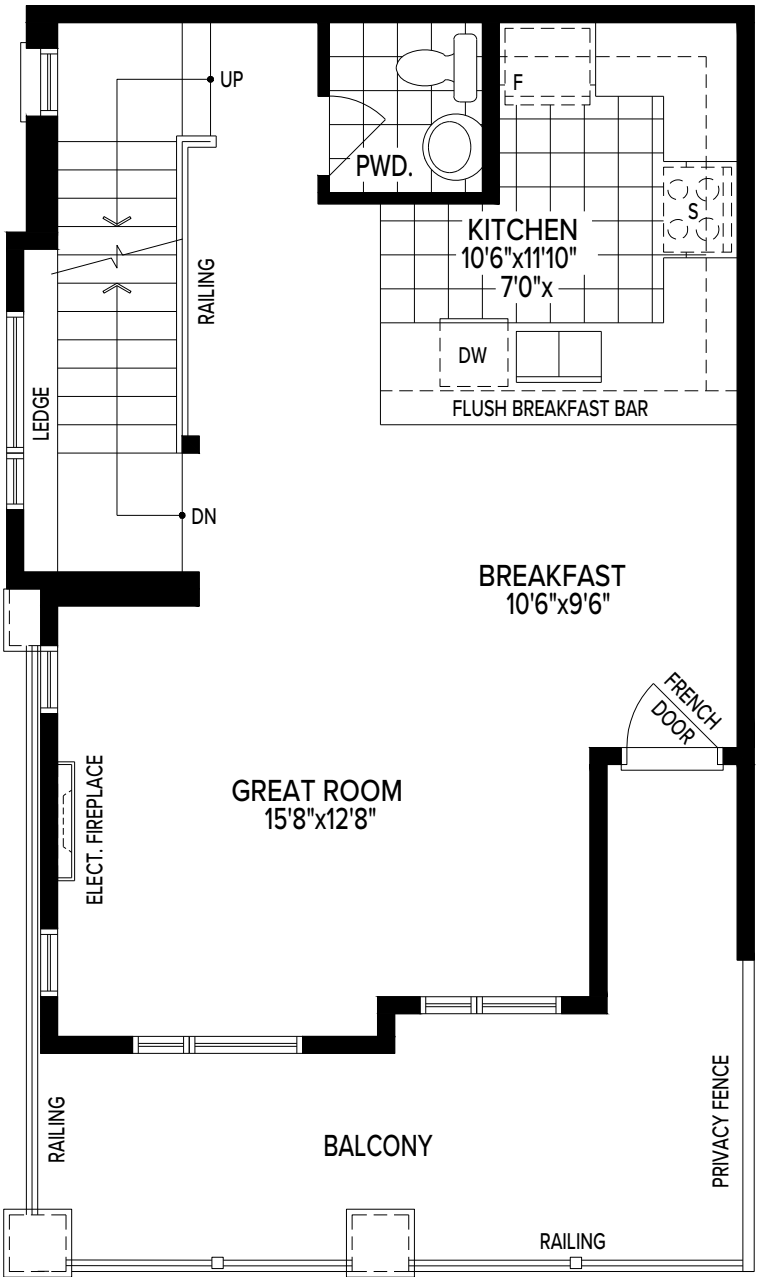 UP
F
PWD.
S
KITCHEN
10'6"x11'10"
7'0"x
RAILING
DW
LEDGE
FLUSH BREAKFAST BAR
DN
BREAKFAST
10'6"x9'6"
FRENCH
DOOR
ELECT. FIREPLACE
GREAT ROOM
15'8"x12'8"
RAILING
BALCONY
PRIVACY FENCE
RAILING